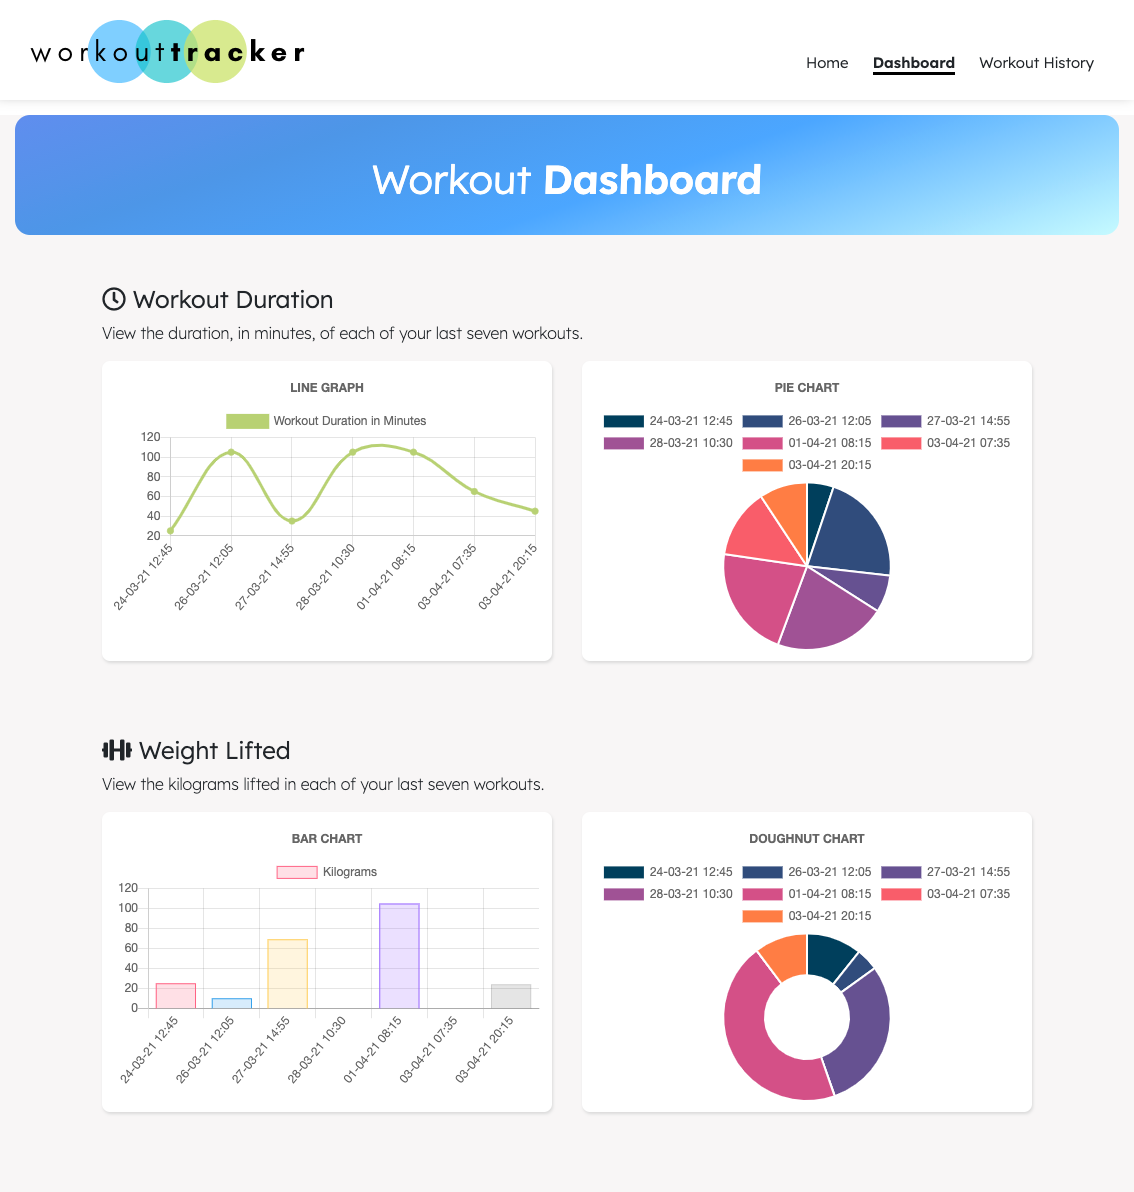 workouttracker
Home Dashboard Workout History
Workout Dashboard
Workout Duration
View the duration, in minutes, of each of your last seven workouts.
LINE GRAPH
Workout Duration in Minutes
120
100
80
60
40
20
24-03-21 12:45 26-03-21 12:05 27-03-21 14:55 28-03-21 10:30 01-04-21 08:15 03-04-21 07:35 03-04-21 20:15
PIE CHART
24-03-21 12:45 26-03-21 12:05 27-03-21 14:55
28-03-21 10:30 01-04-21 08:15 03-04-21 07:35
03-04-21 20:15
Weight Lifted
View the kilograms lifted in each of your last seven workouts.
BAR CHART
Kilograms
120
100
80
60
40
20
0
24-03-21 12:45 26-03-21 12:05 27-03-21 14:55 28-03-21 10:30 01-04-21 08:15 03-04-21 07:35 03-04-21 20:15
DOUGHNUT CHART
24-03-21 12:45 26-03-21 12:05 27-03-21 14:55
28-03-21 10:30 01-04-21 08:15 03-04-21 07:35
03-04-21 20:15